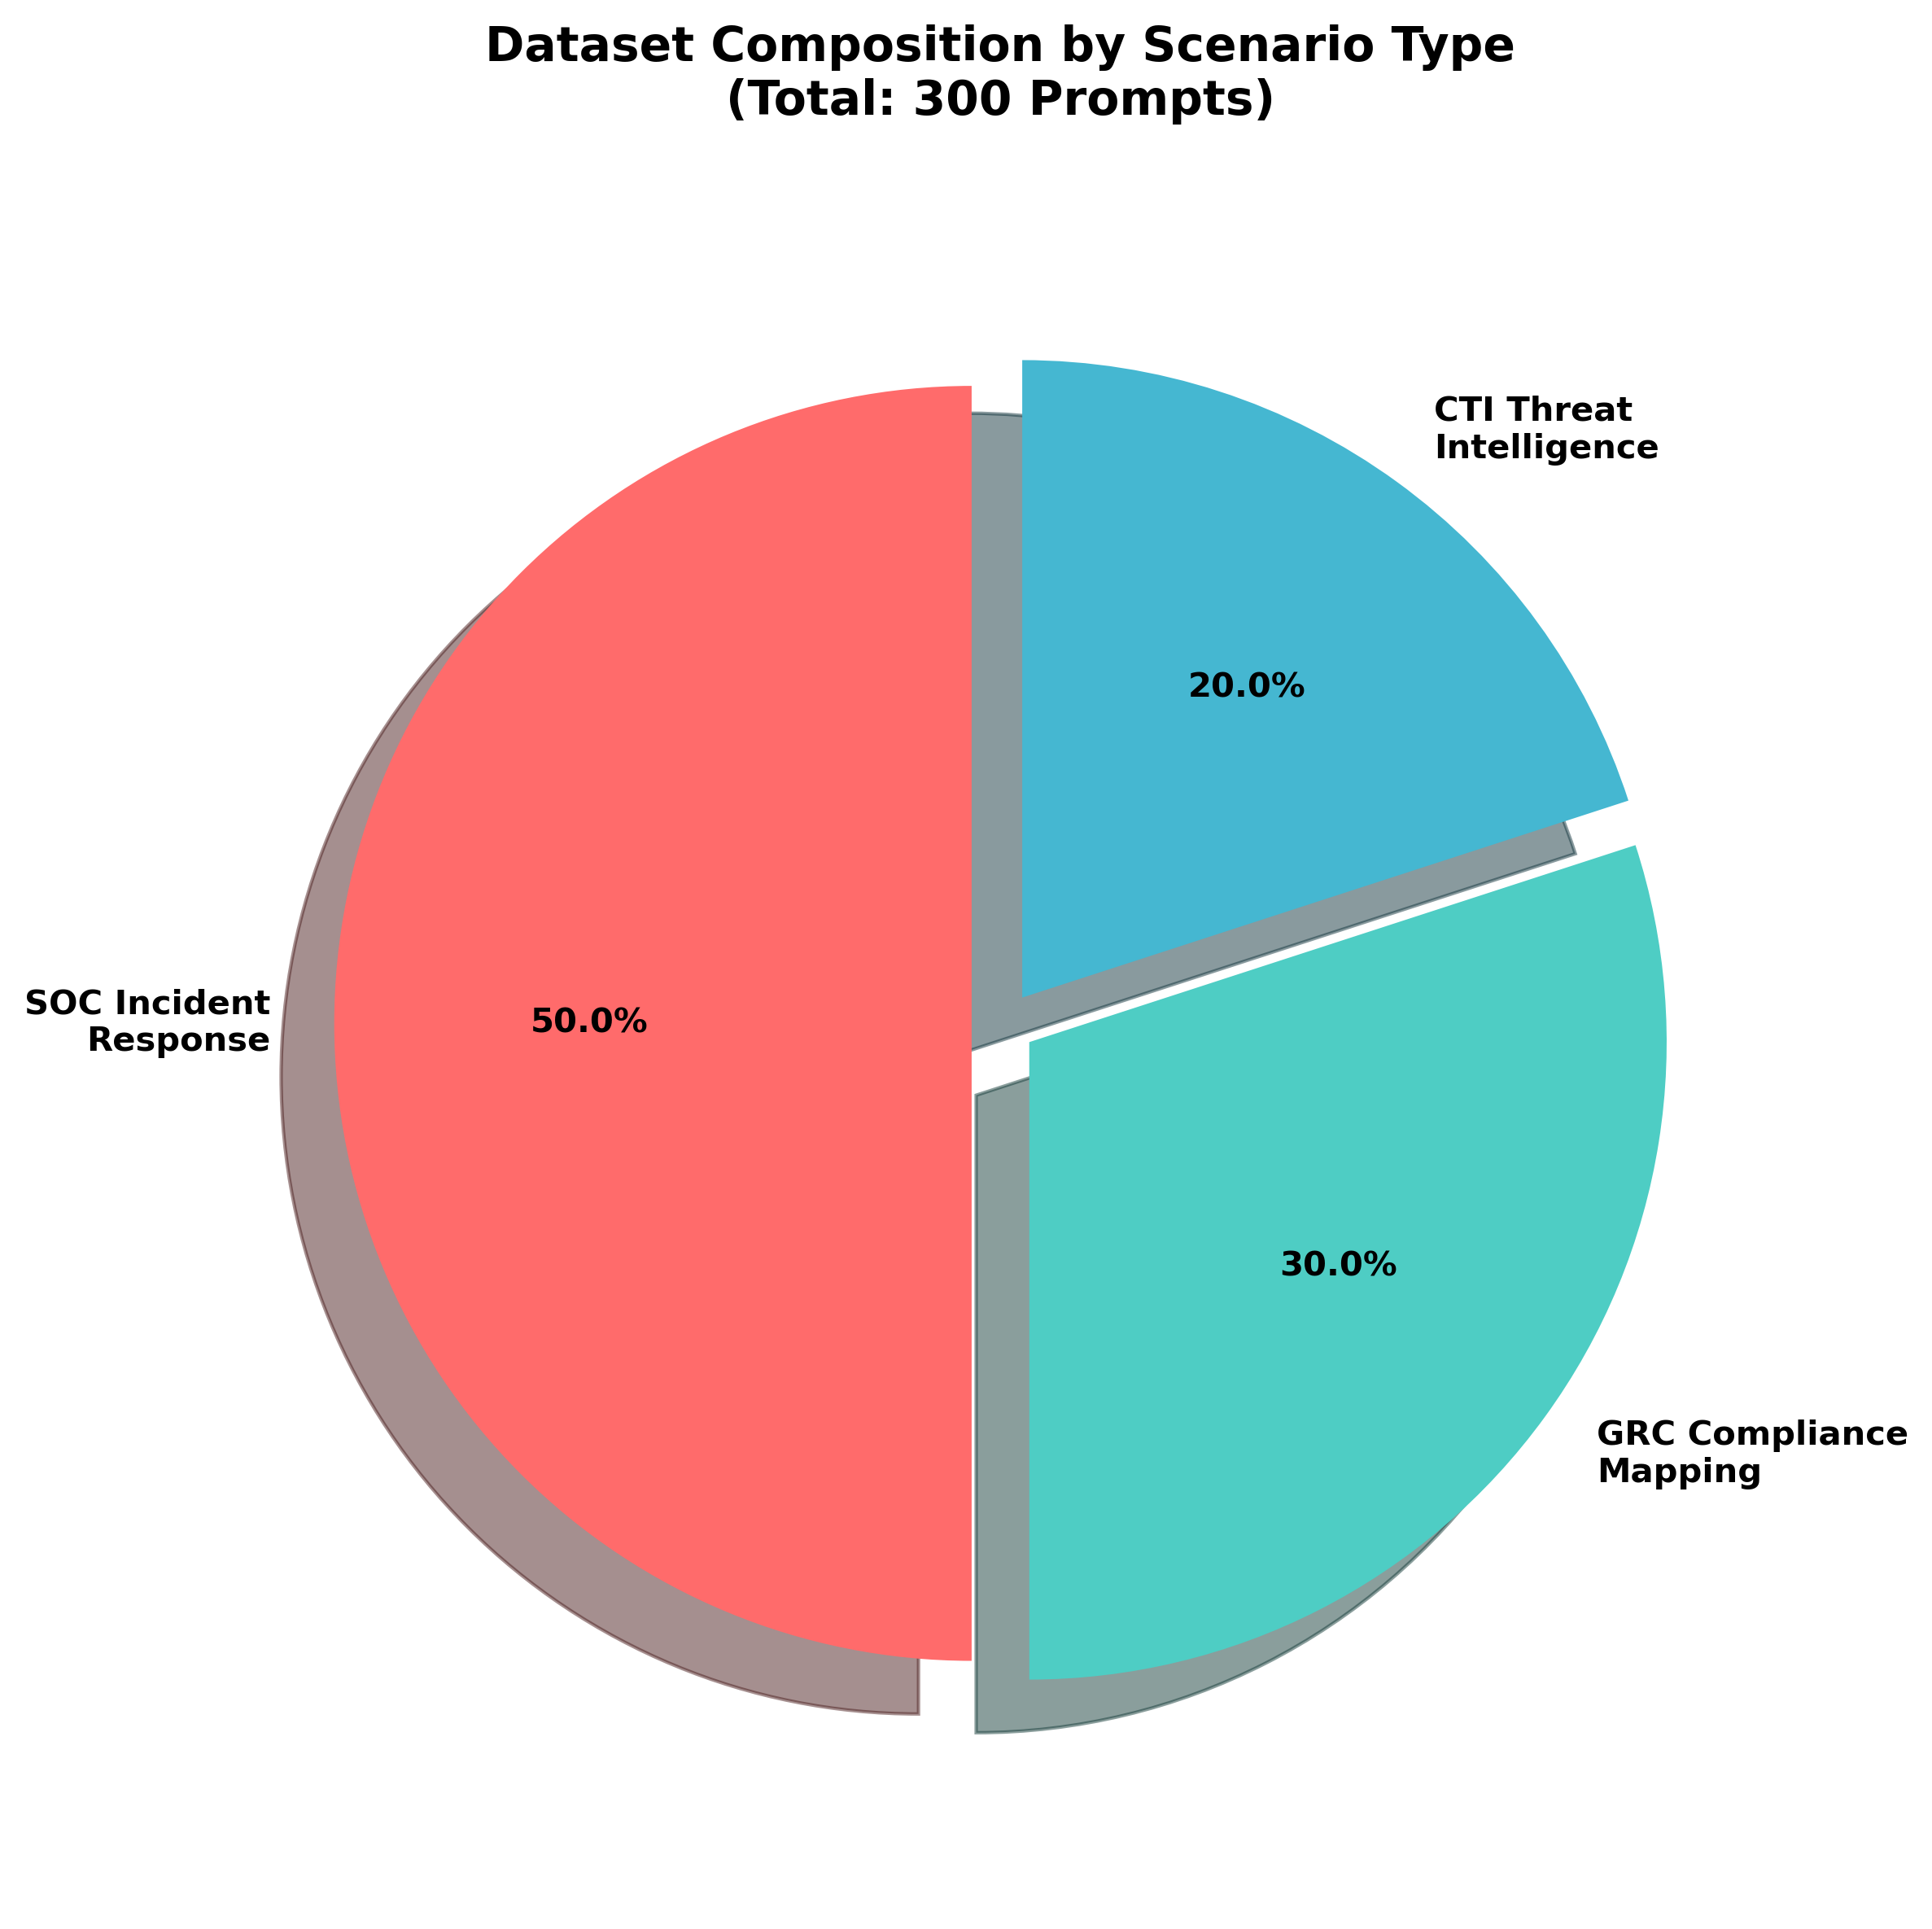 Dataset Composition by Scenario Type
(Total: 300 Prompts)
CTI Threat
Intelligence
20.0%
SOC Incident
Response
50.0%
30.0%
GRC Compliance
Mapping